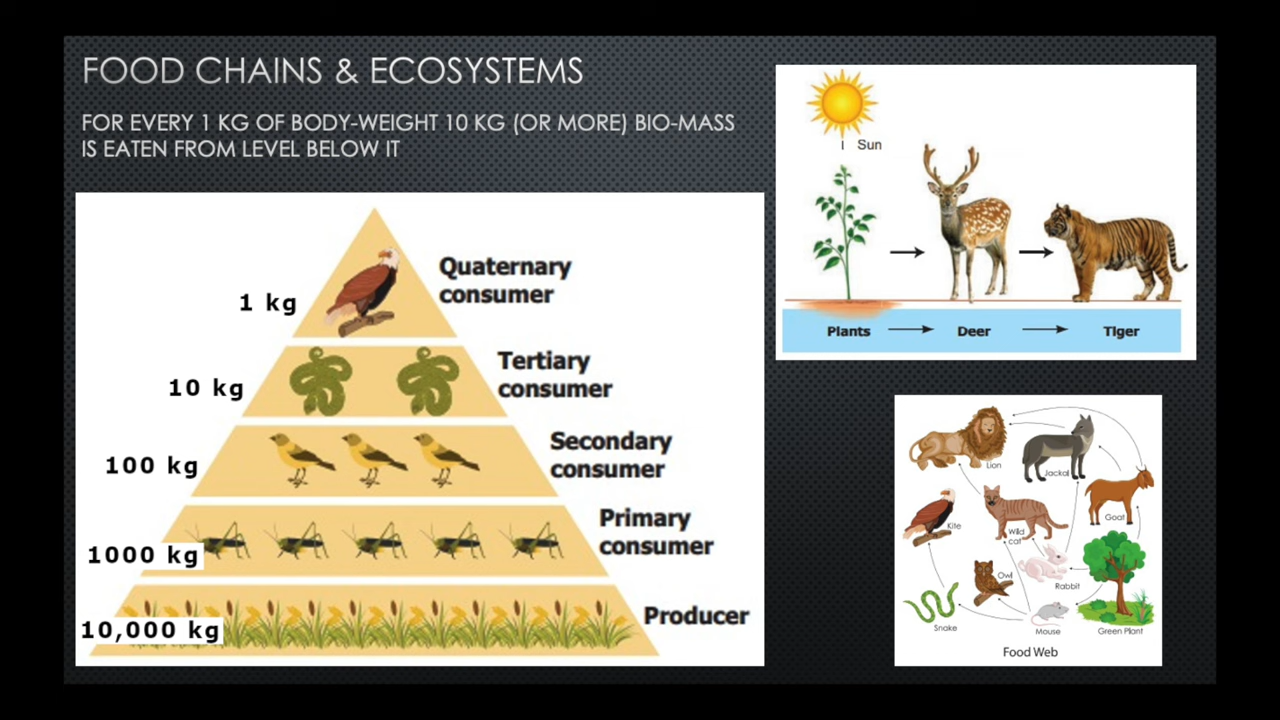 FOOD CHAINS & ECOSYSTEMS
FOR EVERY 1 KG OF BODY-WEIGHT 10 KG (OR MORE) BIO-MASS
IS EATEN FROM LEVEL BELOW IT
1 kg
Quaternary
consumer
10 kg
Tertiary
consumer
100 kg
Secondary
consumer
1000 kg
Primary
consumer
10,000 kg
Producer
Sun
Plants
Deer
Tiger
Lion
Jackal
Goat
Kite
Wild
cat
Owl
Rabbit
Snake
Mouse
Green Plant
Food Web